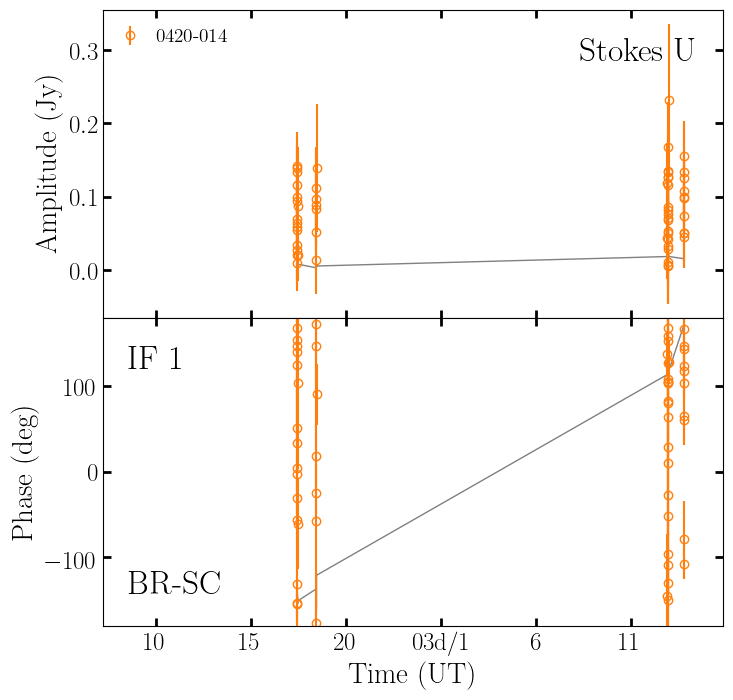 0420-014
Stokes U
Amplitude (Jy)
0.3
0.2
0.1
0.0
IF 1
BR-SC
Phase (deg)
100
0
−100
10 15 20 03d/1 6 11
Time (UT)